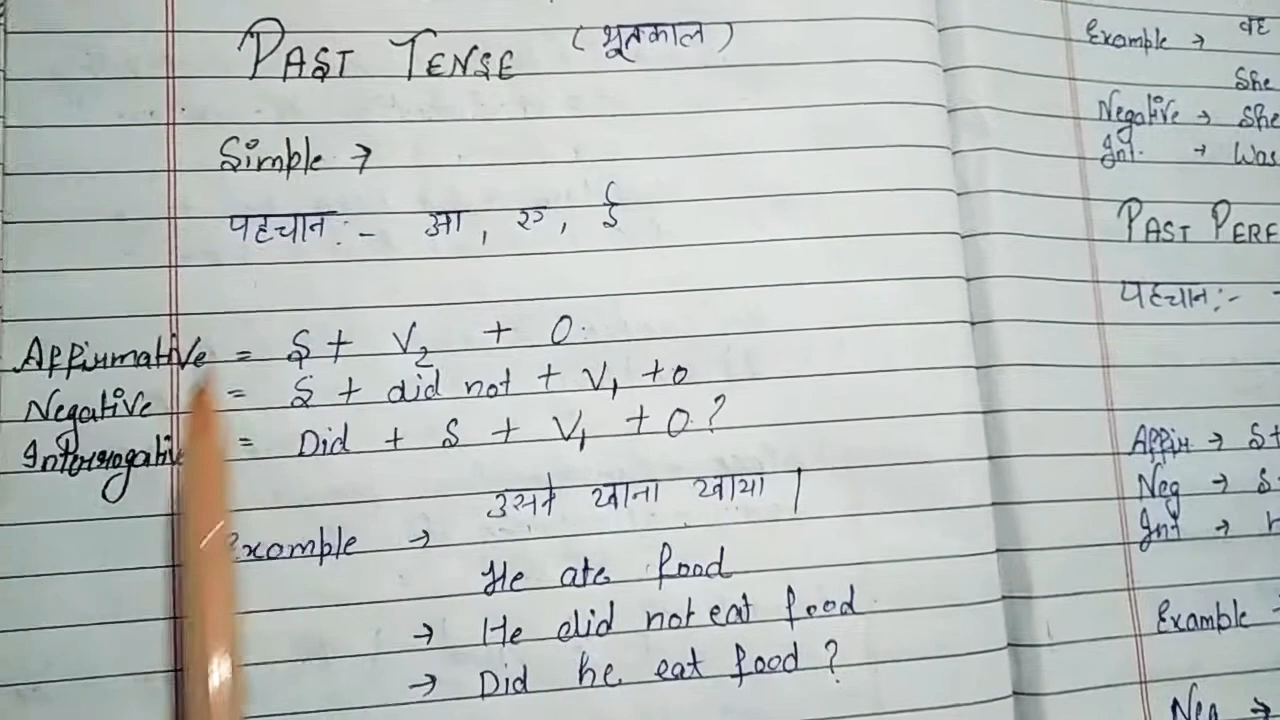 PAST TENSE (भूतकाल)
Simple →
पहचान :- आ, ए, ई
Affirmative = S + V2 + O.
Negative = S + did not + V1 + O
Interrogative = Did + S + V1 + O?
उसने खाना खाया |
Example →
He ate food
→ He did not eat food
→ Did he eat food?
Example → वह
She
Negative → She
Int. → Was
PAST PERF
पहचान :-
Affir → S+
Neg → S
Int →
Example
Neg →